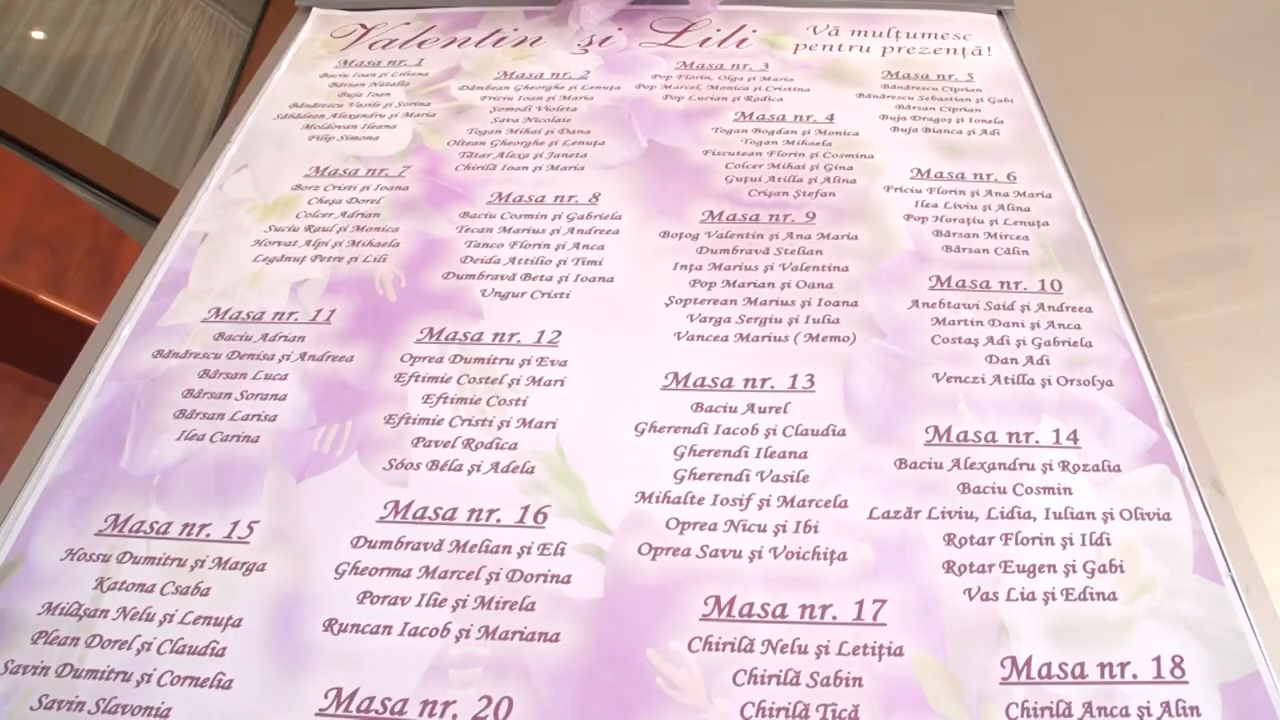 Valentin și Lili
Vă mulțumesc
pentru prezență!
Masa nr. 1
Baciu Ioan și Liliana
Bârsan Natalia
Buja Ioan
Bănărescu Vasile și Sorina
Săbădean Alexandru și Maria
Moldovan Ileana
Filip Simona
Masa nr. 2
Dâmbean Gheorghe și Lenuța
Friciu Ioan și Maria
Somodi Violeta
Sava Nicolaie
Togan Mihai și Dana
Oltean Gheorghe și Lenuța
Tătar Alexa și Janeta
Chirilă Ioan și Maria
Masa nr. 3
Pop Florin, Olga și Maria
Pop Marcel, Monica și Cristina
Pop Lucian și Rodica
Masa nr. 4
Togan Bogdan și Monica
Togan Mihaela
Fizcutean Florin și Cosmina
Colcer Mihai și Gina
Guțui Atilla și Alina
Crișan Ștefan
Masa nr. 5
Bănărescu Ciprian
Bănărescu Sebastian și Gabi
Bârsan Ciprian
Buja Dragoș și Ionela
Buja Bianca și Adi
Masa nr. 6
Friciu Florin și Ana Maria
Ilea Liviu și Alina
Pop Horațiu și Lenuța
Bârsan Mircea
Bârsan Călin
Masa nr. 7
Borz Cristi și Ioana
Cheșa Dorel
Colcer Adrian
Suciu Raul și Monica
Horvat Alpi și Mihaela
Legănuț Petre și Lili
Masa nr. 8
Baciu Cosmin și Gabriela
Tecan Marius și Andreea
Tanco Florin și Anca
Deida Attilio și Timi
Dumbravă Beta și Ioana
Ungur Cristi
Masa nr. 9
Boțog Valentin și Ana Maria
Dumbravă Stelian
Ința Marius și Valentina
Pop Marian și Oana
Șopterean Marius și Ioana
Varga Sergiu și Iulia
Vancea Marius ( Memo)
Masa nr. 10
Anebtawi Said și Andreea
Martin Dani și Anca
Costaș Adi și Gabriela
Dan Adi
Venczi Atilla și Orsolya
Masa nr. 11
Baciu Adrian
Bănărescu Denisa și Andreea
Bârsan Luca
Bârsan Sorana
Bârsan Larisa
Ilea Carina
Masa nr. 12
Oprea Dumitru și Eva
Eftimie Costel și Mari
Eftimie Costi
Eftimie Cristi și Mari
Pavel Rodica
Sóos Béla și Adela
Masa nr. 13
Baciu Aurel
Gherendi Iacob și Claudia
Gherendi Ileana
Gherendi Vasile
Mihalte Iosif și Marcela
Oprea Nicu și Ibi
Oprea Savu și Voichița
Masa nr. 14
Baciu Alexandru și Rozalia
Baciu Cosmin
Lazăr Liviu, Lidia, Iulian și Olivia
Rotar Florin și Ildi
Rotar Eugen și Gabi
Vas Lia și Edina
Masa nr. 15
Hossu Dumitru și Marga
Katona Csaba
Milășan Nelu și Lenuța
Plean Dorel și Claudia
Savin Dumitru și Cornelia
Savin Slavonia
Masa nr. 16
Dumbravă Melian și Eli
Gheorma Marcel și Dorina
Porav Ilie și Mirela
Runcan Iacob și Mariana
Masa nr. 17
Chirilă Nelu și Letiția
Chirilă Sabin
Chirilă Tică
Masa nr. 18
Chirilă Anca și Alin
Masa nr. 20